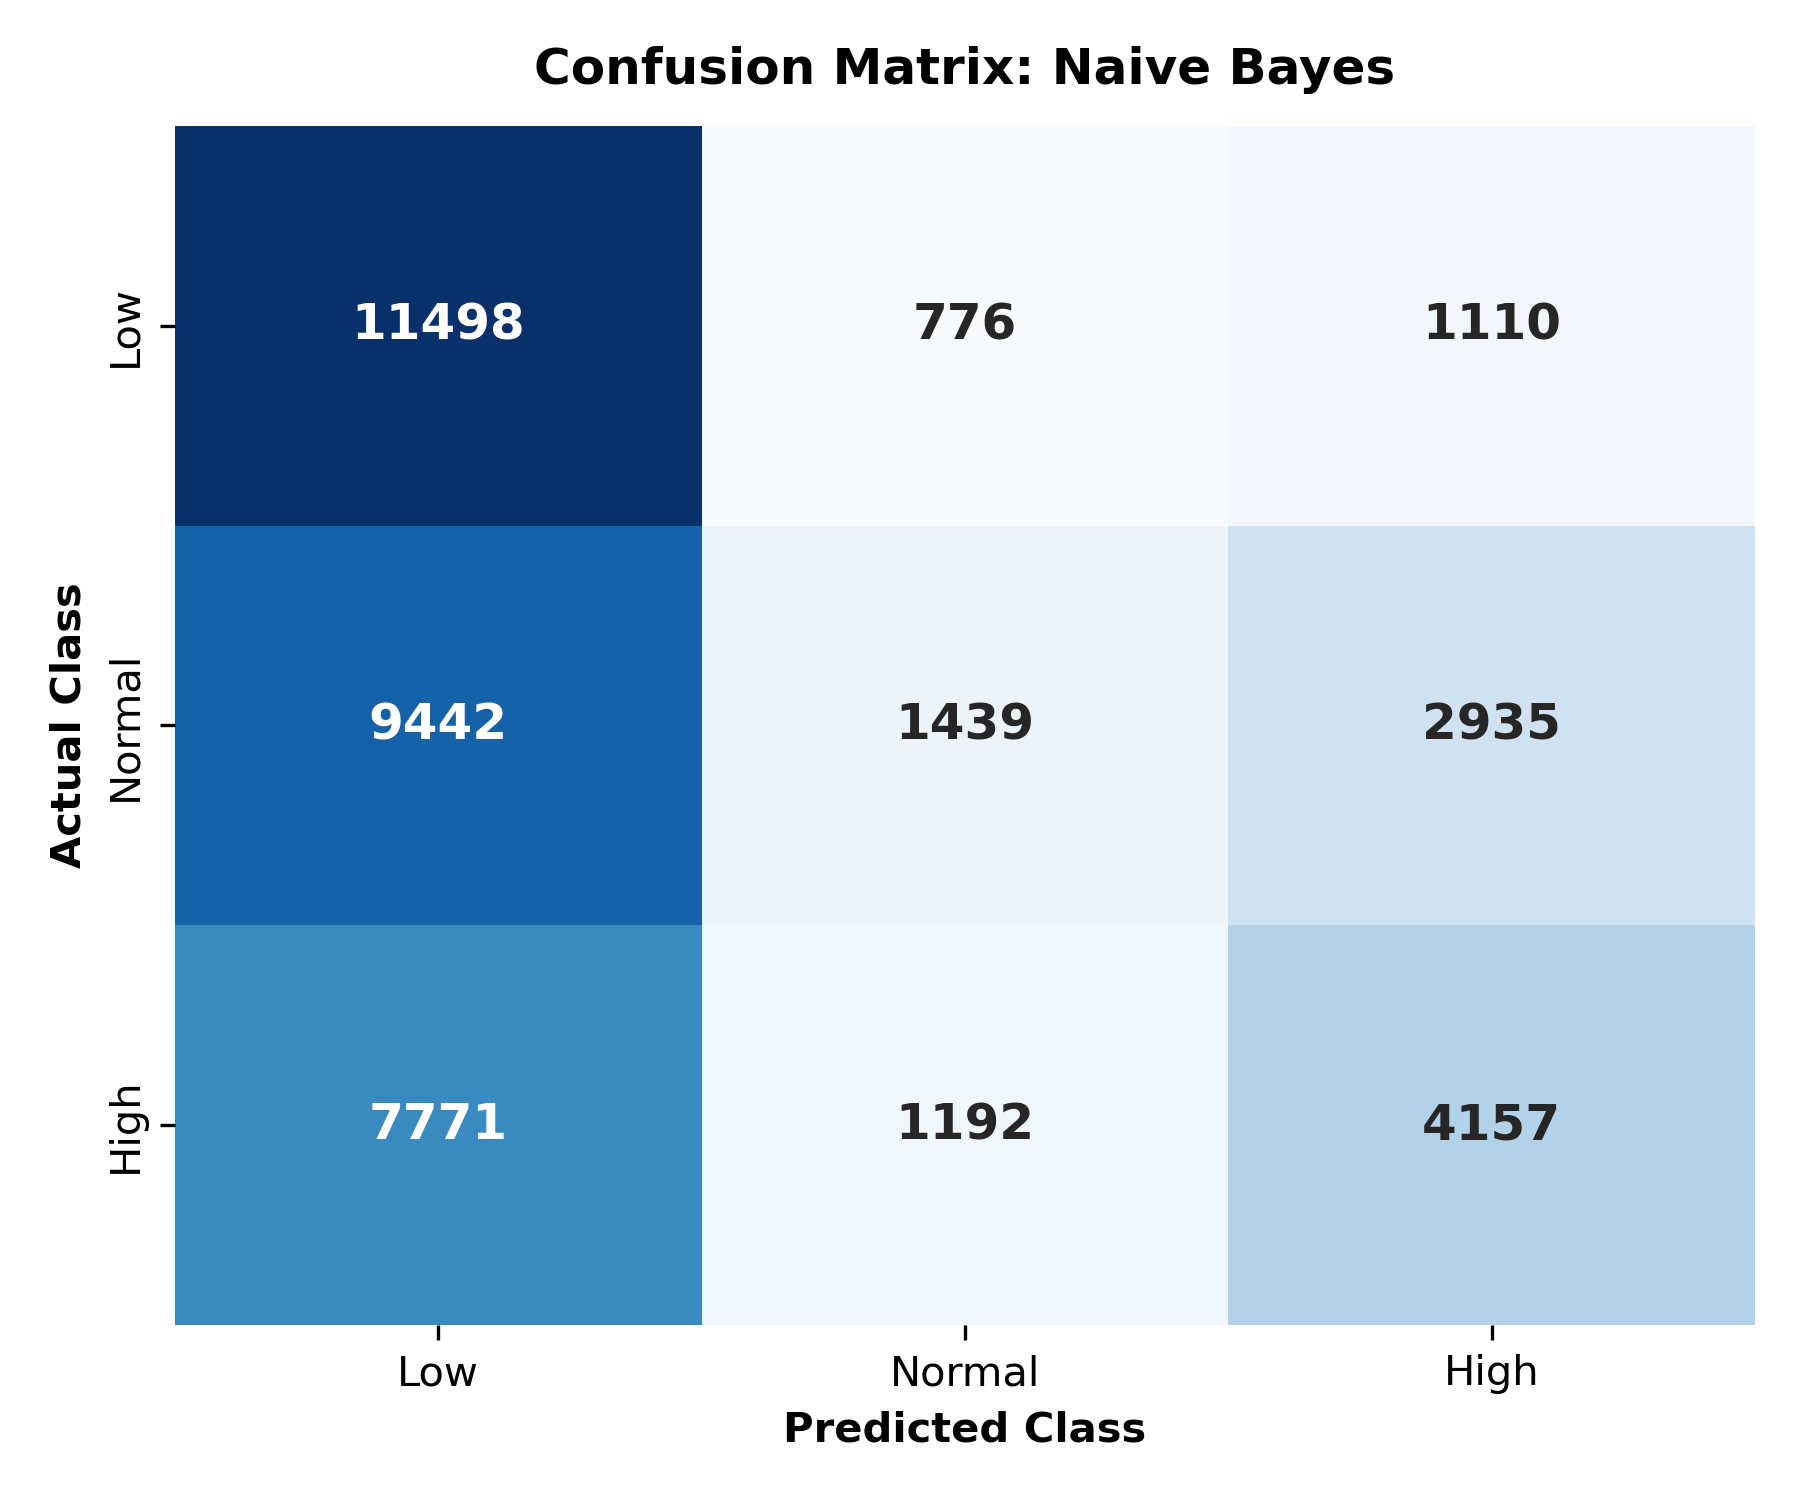 Confusion Matrix: Naive Bayes
Actual Class
Low
11498 776 1110
Normal
9442 1439 2935
High
7771 1192 4157
Low Normal High
Predicted Class